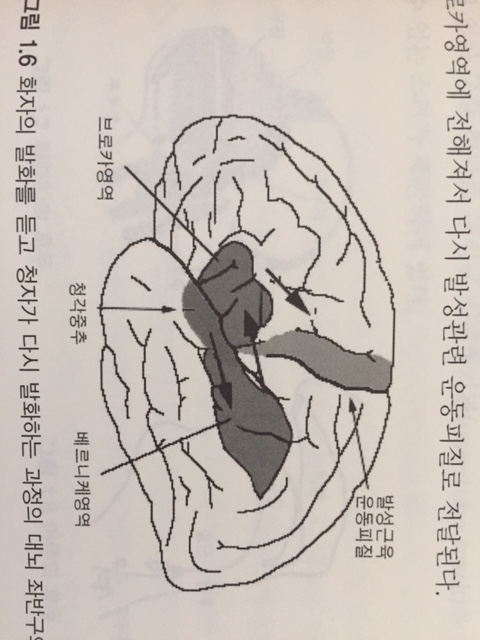 로카영역에 전해져서 다시 발성관련 운동피질로 전달된다.
발성근육
운동피질
브로카영역
청각중추
베르니케영역
그림 1.6 화자의 발화를 듣고 청자가 다시 발화하는 과정의 대뇌 좌반구의